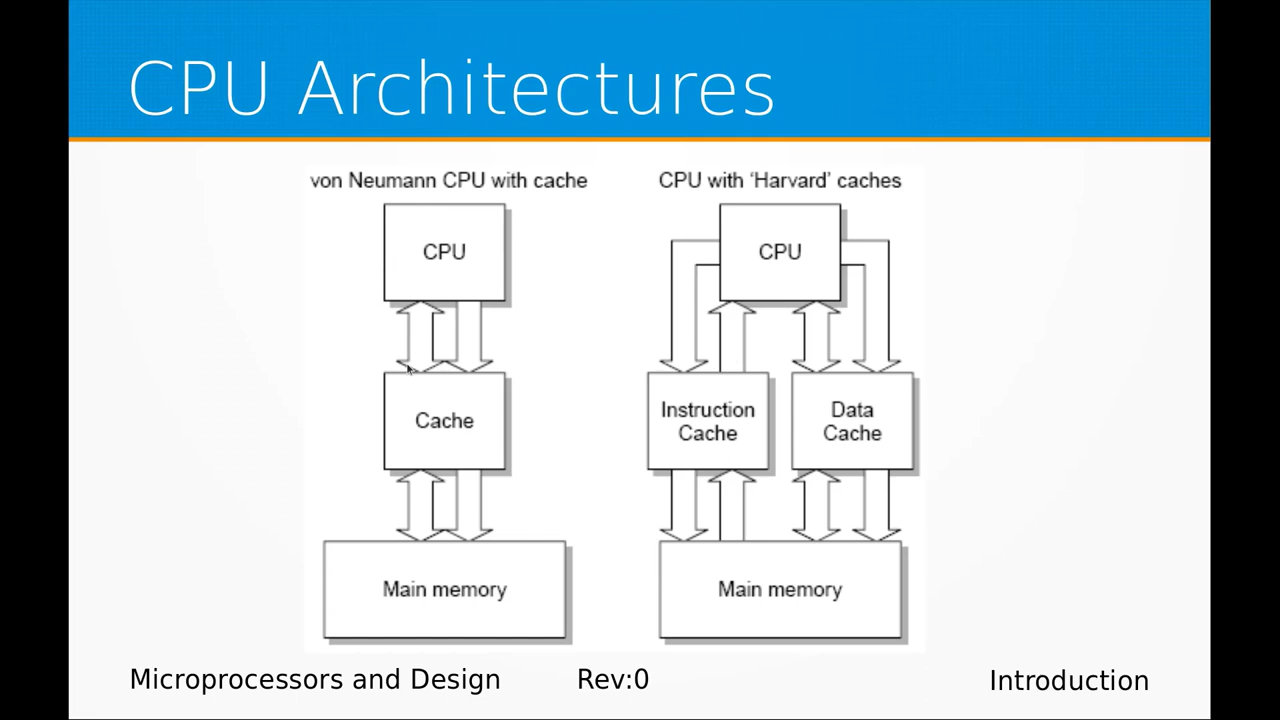 CPU Architectures
von Neumann CPU with cache
CPU with ‘Harvard’ caches
CPU
CPU
Cache
Instruction
Cache
Data
Cache
Main memory
Main memory
Microprocessors and Design
Rev:0
Introduction